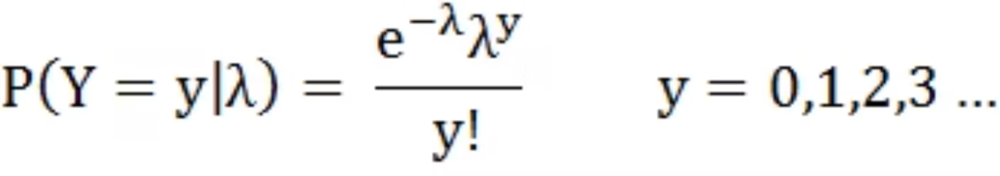 P(Y = y|λ) = e^{−λ}λ^y / y!    y = 0,1,2,3 ...